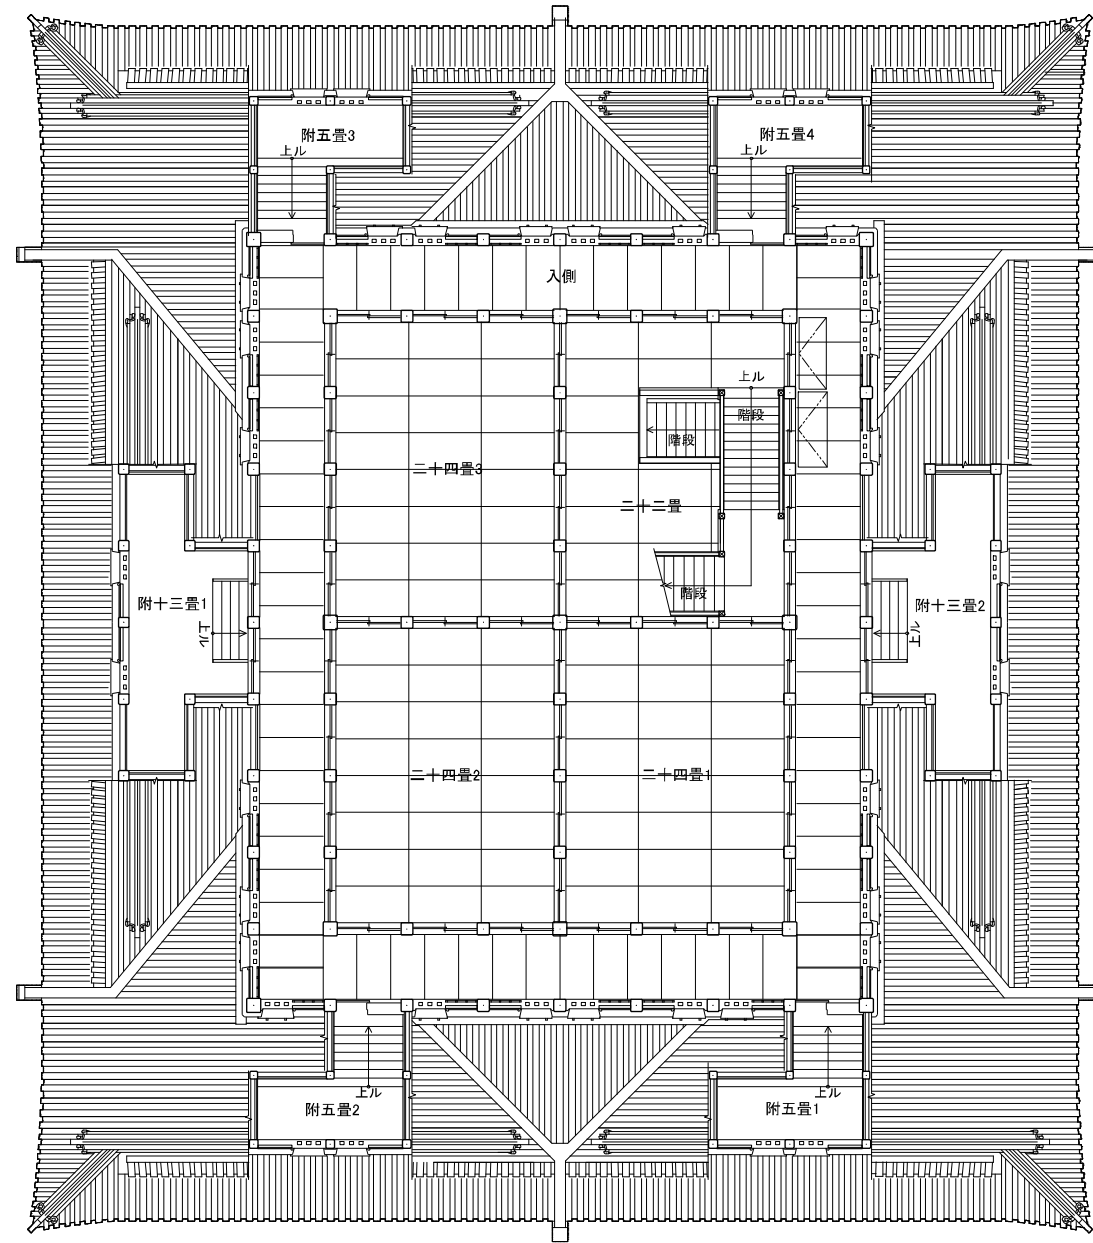 附五畳3
上ル
附五畳4
上ル
入側
上ル
階段
階段
二十四畳3
二十二畳
階段
附十三畳1
上ル
附十三畳2
上ル
二十四畳2
二十四畳1
上ル
附五畳2
上ル
附五畳1